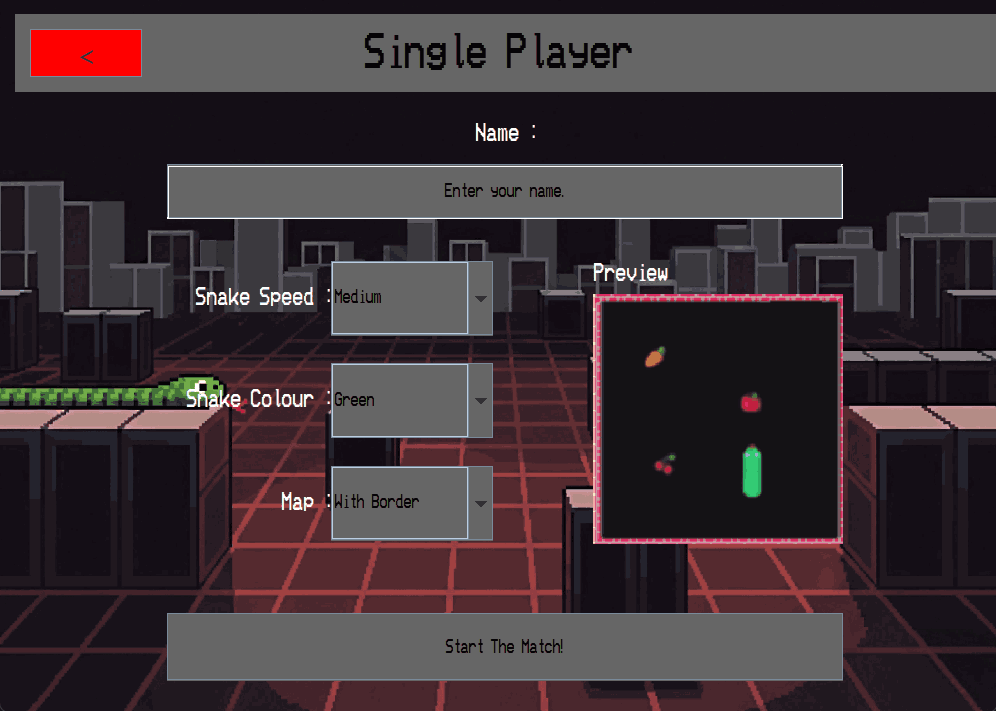 <
Single Player
Name :
Enter your name.
Preview
Snake Speed :
Medium
Snake Colour :
Green
Map :
With Border
Start The Match!